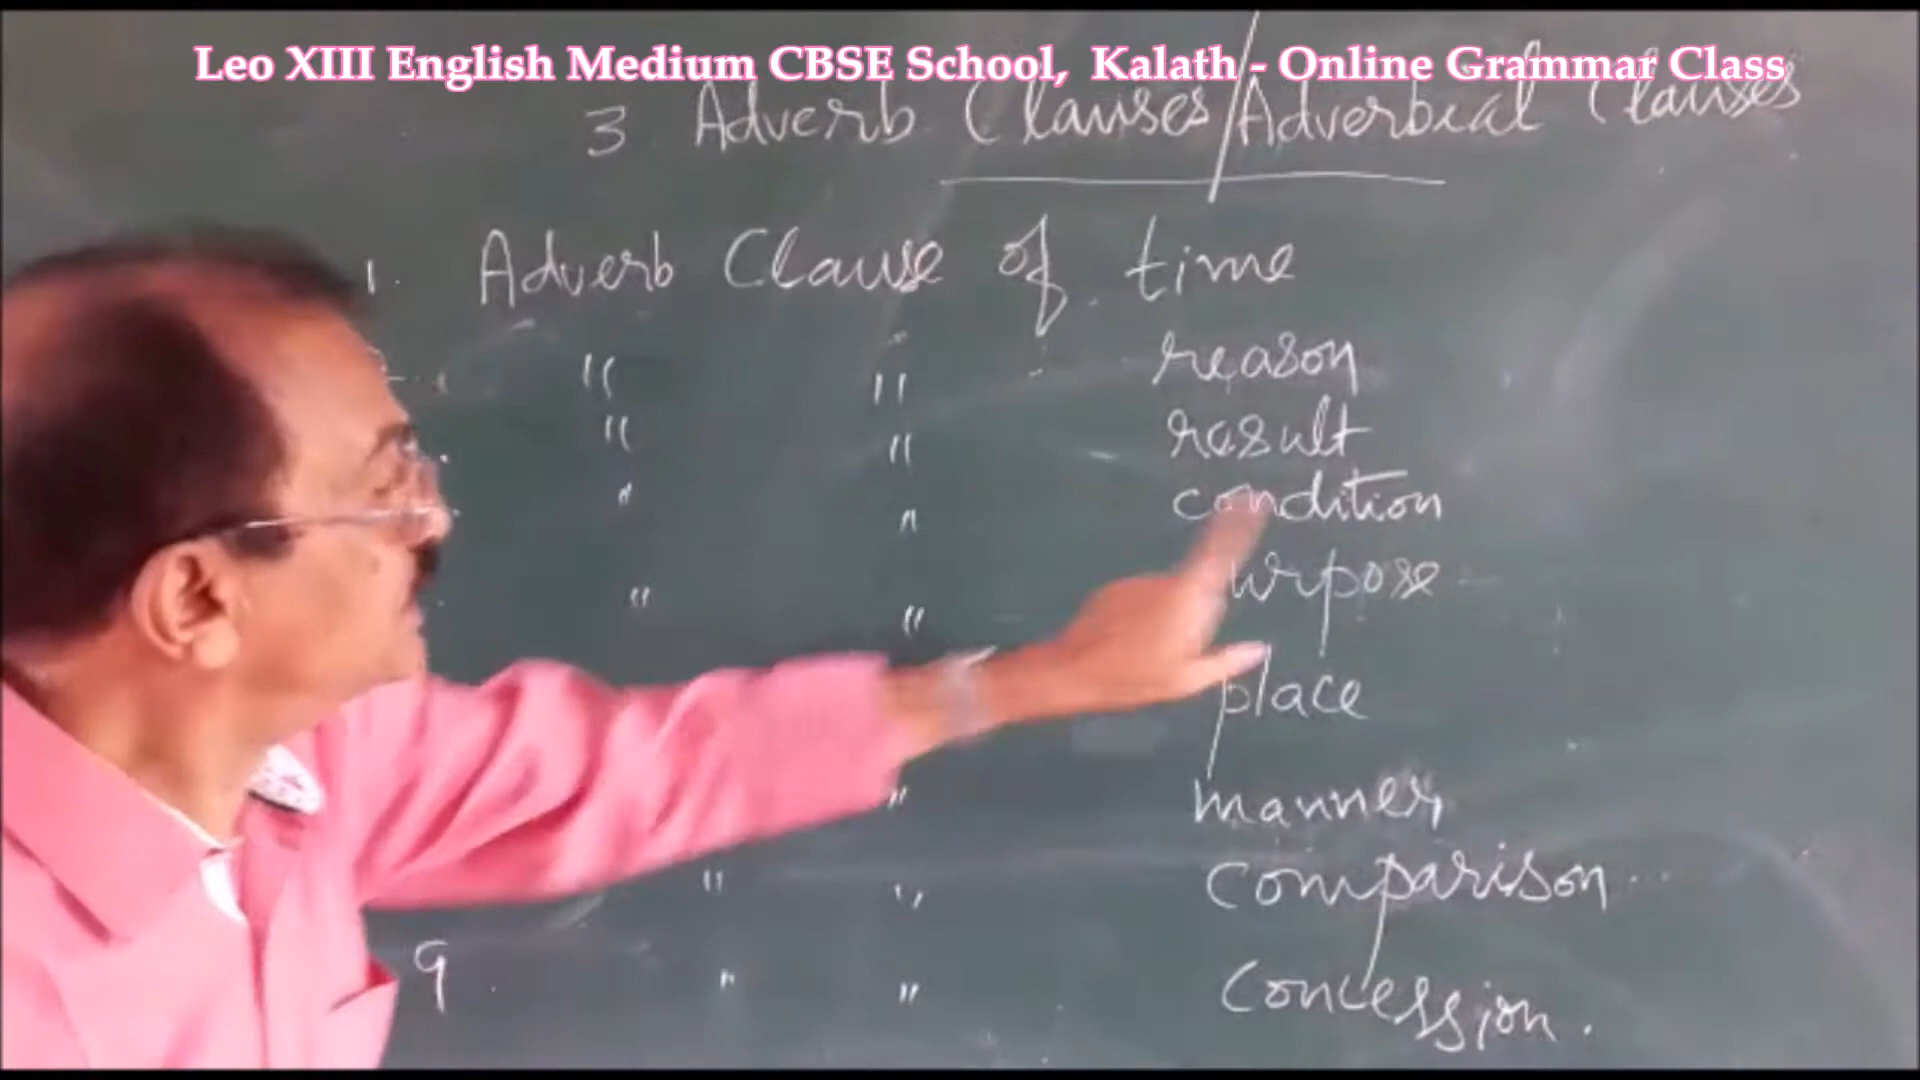 Leo XIII English Medium CBSE School, Kalath - Online Grammar Class
3 Adverb Clauses/Adverbial Clauses
1. Adverb Clause of time
" " reason
" " result
" " condition
" " urpose
place
" manner
" " comparison
9 " " Concession.